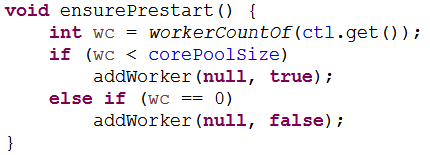 void ensurePrestart() {
    int wc = workerCountOf(ctl.get());
    if (wc < corePoolSize)
        addWorker(null, true);
    else if (wc == 0)
        addWorker(null, false);
}